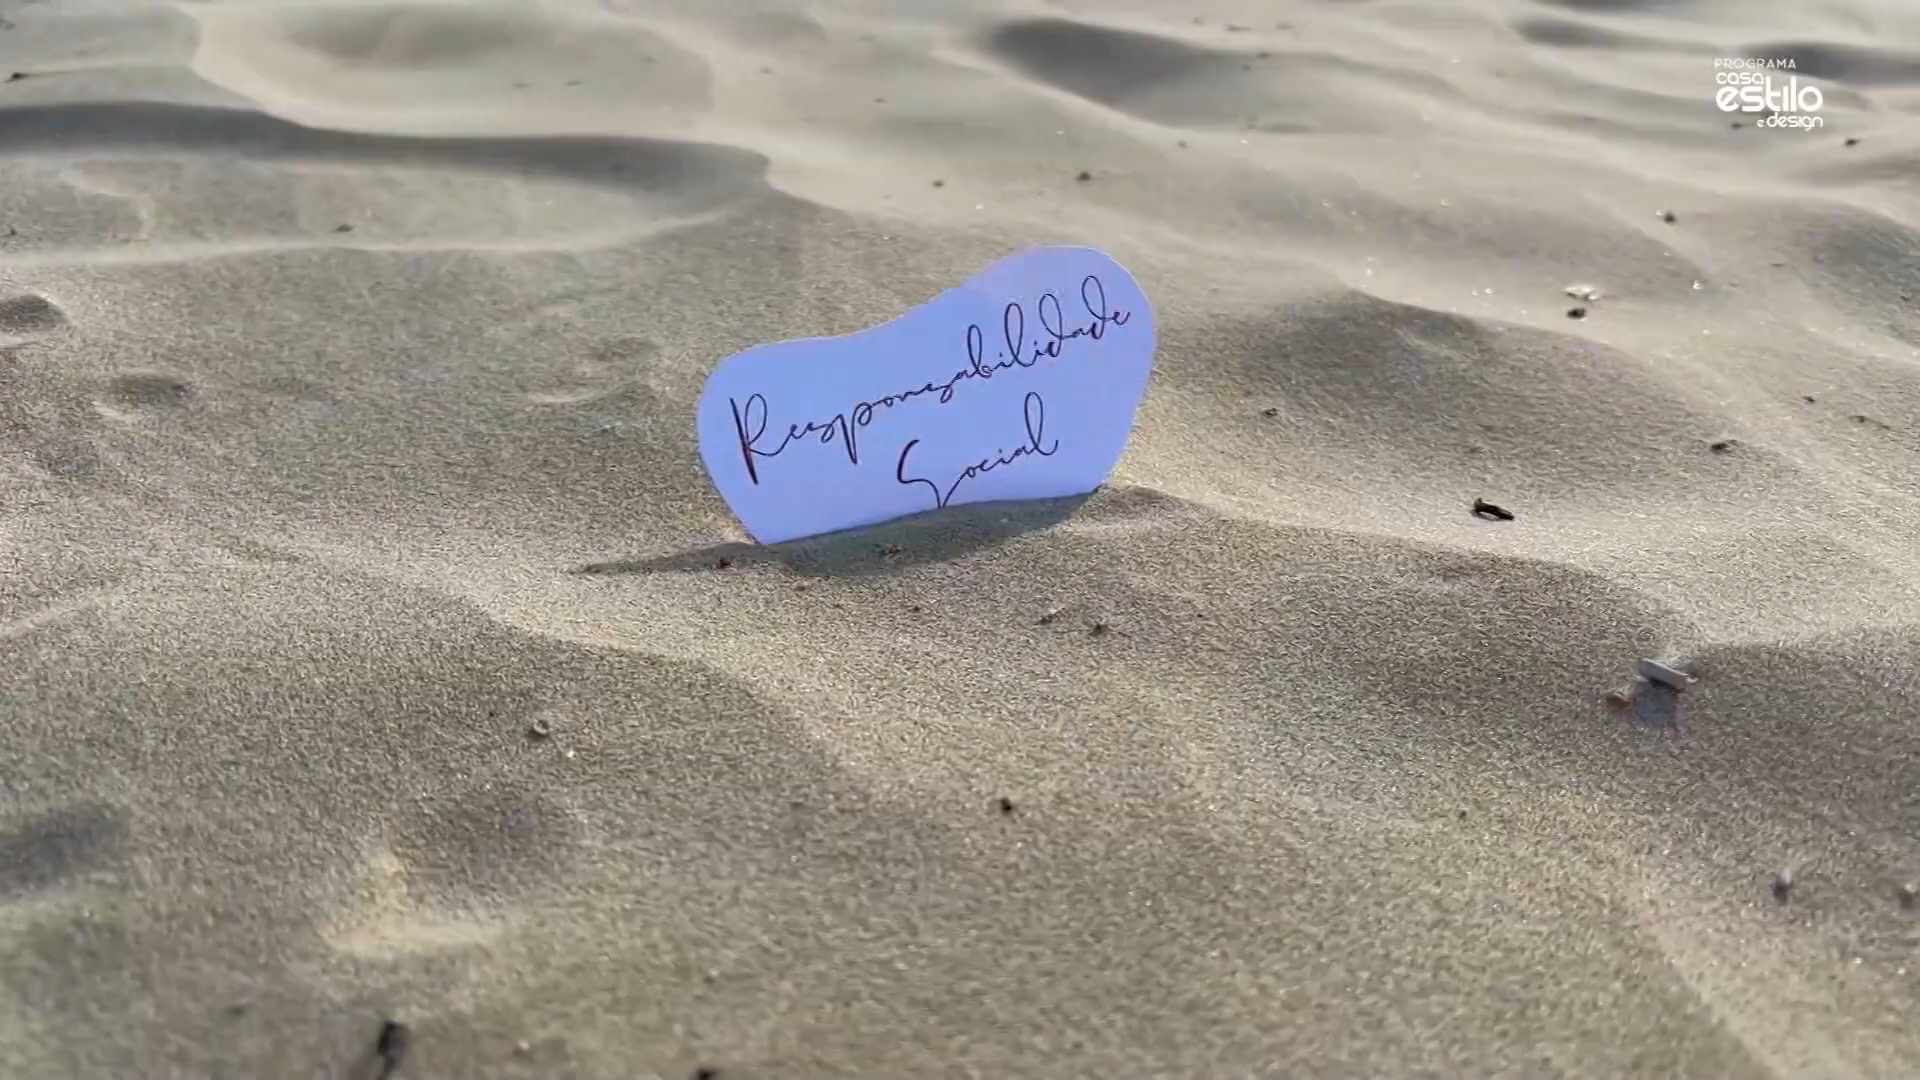 PROGRAMA
casa
estilo
e design
Responsabilidade
Social